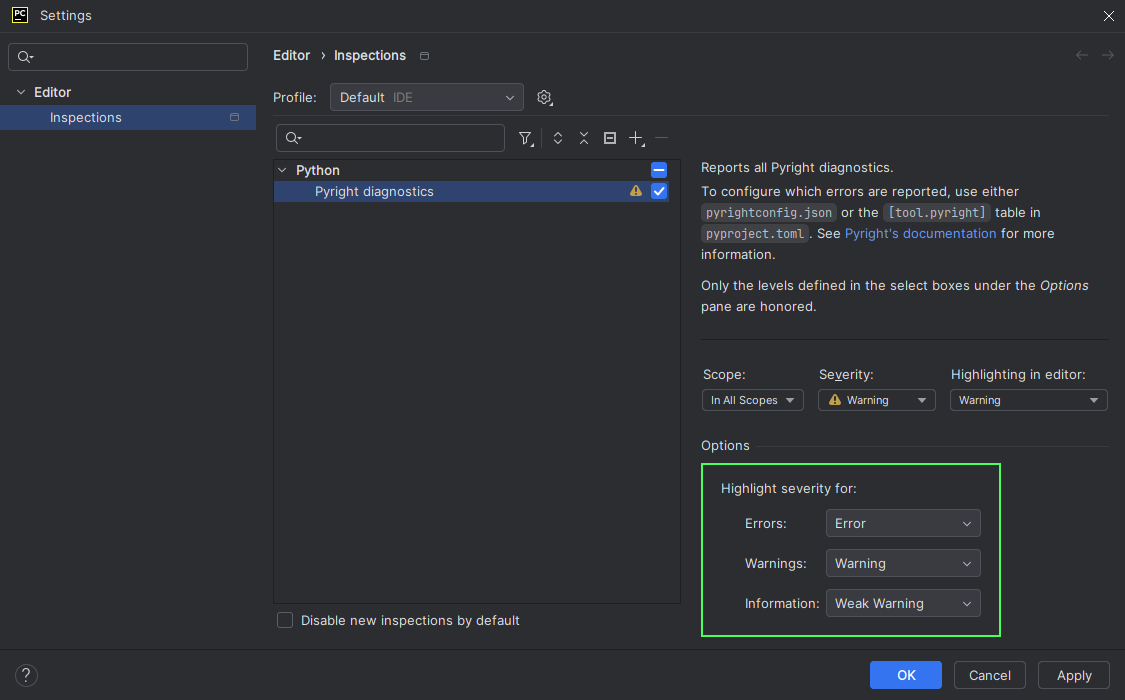 PC Settings
Editor › Inspections
Editor
Inspections
Profile: Default IDE
Python
Pyright diagnostics
Reports all Pyright diagnostics.
To configure which errors are reported, use either
pyrightconfig.json or the [tool.pyright] table in
pyproject.toml. See Pyright's documentation for more
information.
Only the levels defined in the select boxes under the Options
pane are honored.
Scope: Severity: Highlighting in editor:
In All Scopes Warning Warning
Options
Highlight severity for:
Errors: Error
Warnings: Warning
Information: Weak Warning
Disable new inspections by default
? OK Cancel Apply